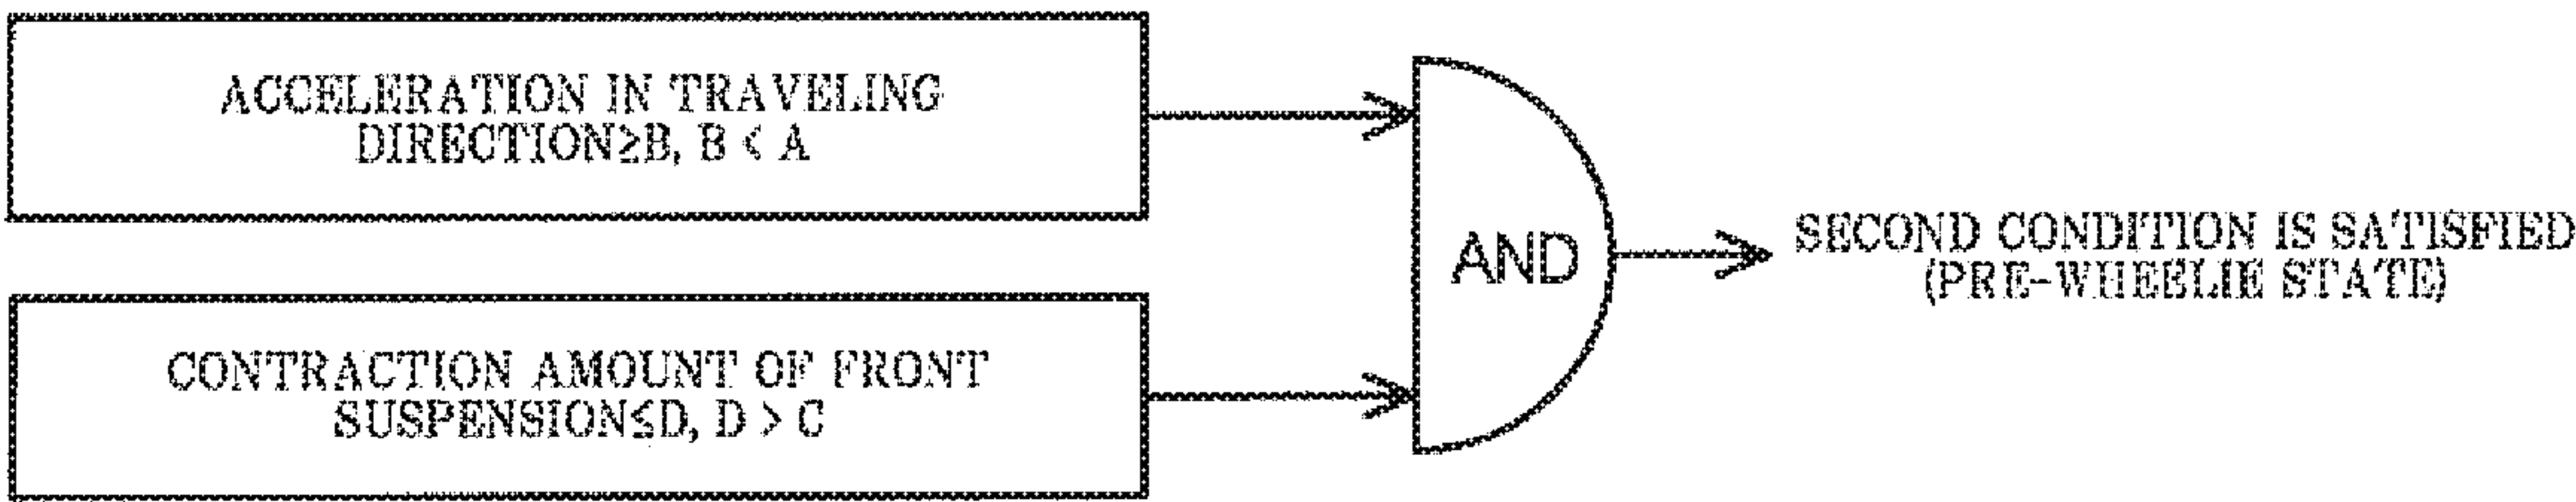 ACCELERATION IN TRAVELING
DIRECTION≥B, B < A
CONTRACTION AMOUNT OF FRONT
SUSPENSION≤D, D > C
AND
SECOND CONDITION IS SATISFIED
(PRE-WHEELIE STATE)